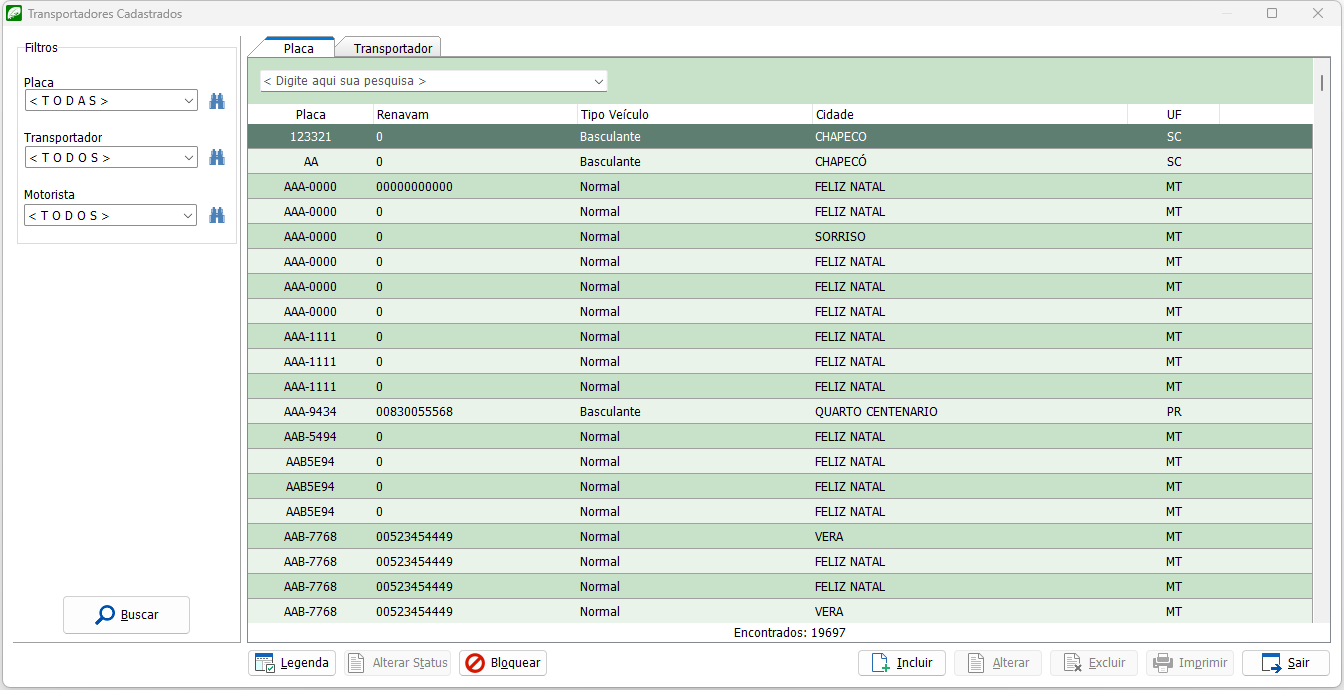 Transportadores Cadastrados
Filtros
Placa
< T O D A S >
Transportador
< T O D O S >
Motorista
< T O D O S >
Buscar
Placa Transportador
< Digite aqui sua pesquisa >
Placa Renavam Tipo Veículo Cidade UF
123321 0 Basculante CHAPECO SC
AA 0 Basculante CHAPECÓ SC
AAA-0000 00000000000 Normal FELIZ NATAL MT
AAA-0000 0 Normal FELIZ NATAL MT
AAA-0000 0 Normal SORRISO MT
AAA-0000 0 Normal FELIZ NATAL MT
AAA-0000 0 Normal FELIZ NATAL MT
AAA-0000 0 Normal FELIZ NATAL MT
AAA-1111 0 Normal FELIZ NATAL MT
AAA-1111 0 Normal FELIZ NATAL MT
AAA-1111 0 Normal FELIZ NATAL MT
AAA-9434 00830055568 Basculante QUARTO CENTENARIO PR
AAB-5494 0 Normal FELIZ NATAL MT
AAB5E94 0 Normal FELIZ NATAL MT
AAB5E94 0 Normal FELIZ NATAL MT
AAB5E94 0 Normal FELIZ NATAL MT
AAB-7768 00523454449 Normal VERA MT
AAB-7768 00523454449 Normal FELIZ NATAL MT
AAB-7768 00523454449 Normal FELIZ NATAL MT
AAB-7768 00523454449 Normal VERA MT
Encontrados: 19697
Legenda Alterar Status Bloquear Incluir Alterar Excluir Imprimir Sair